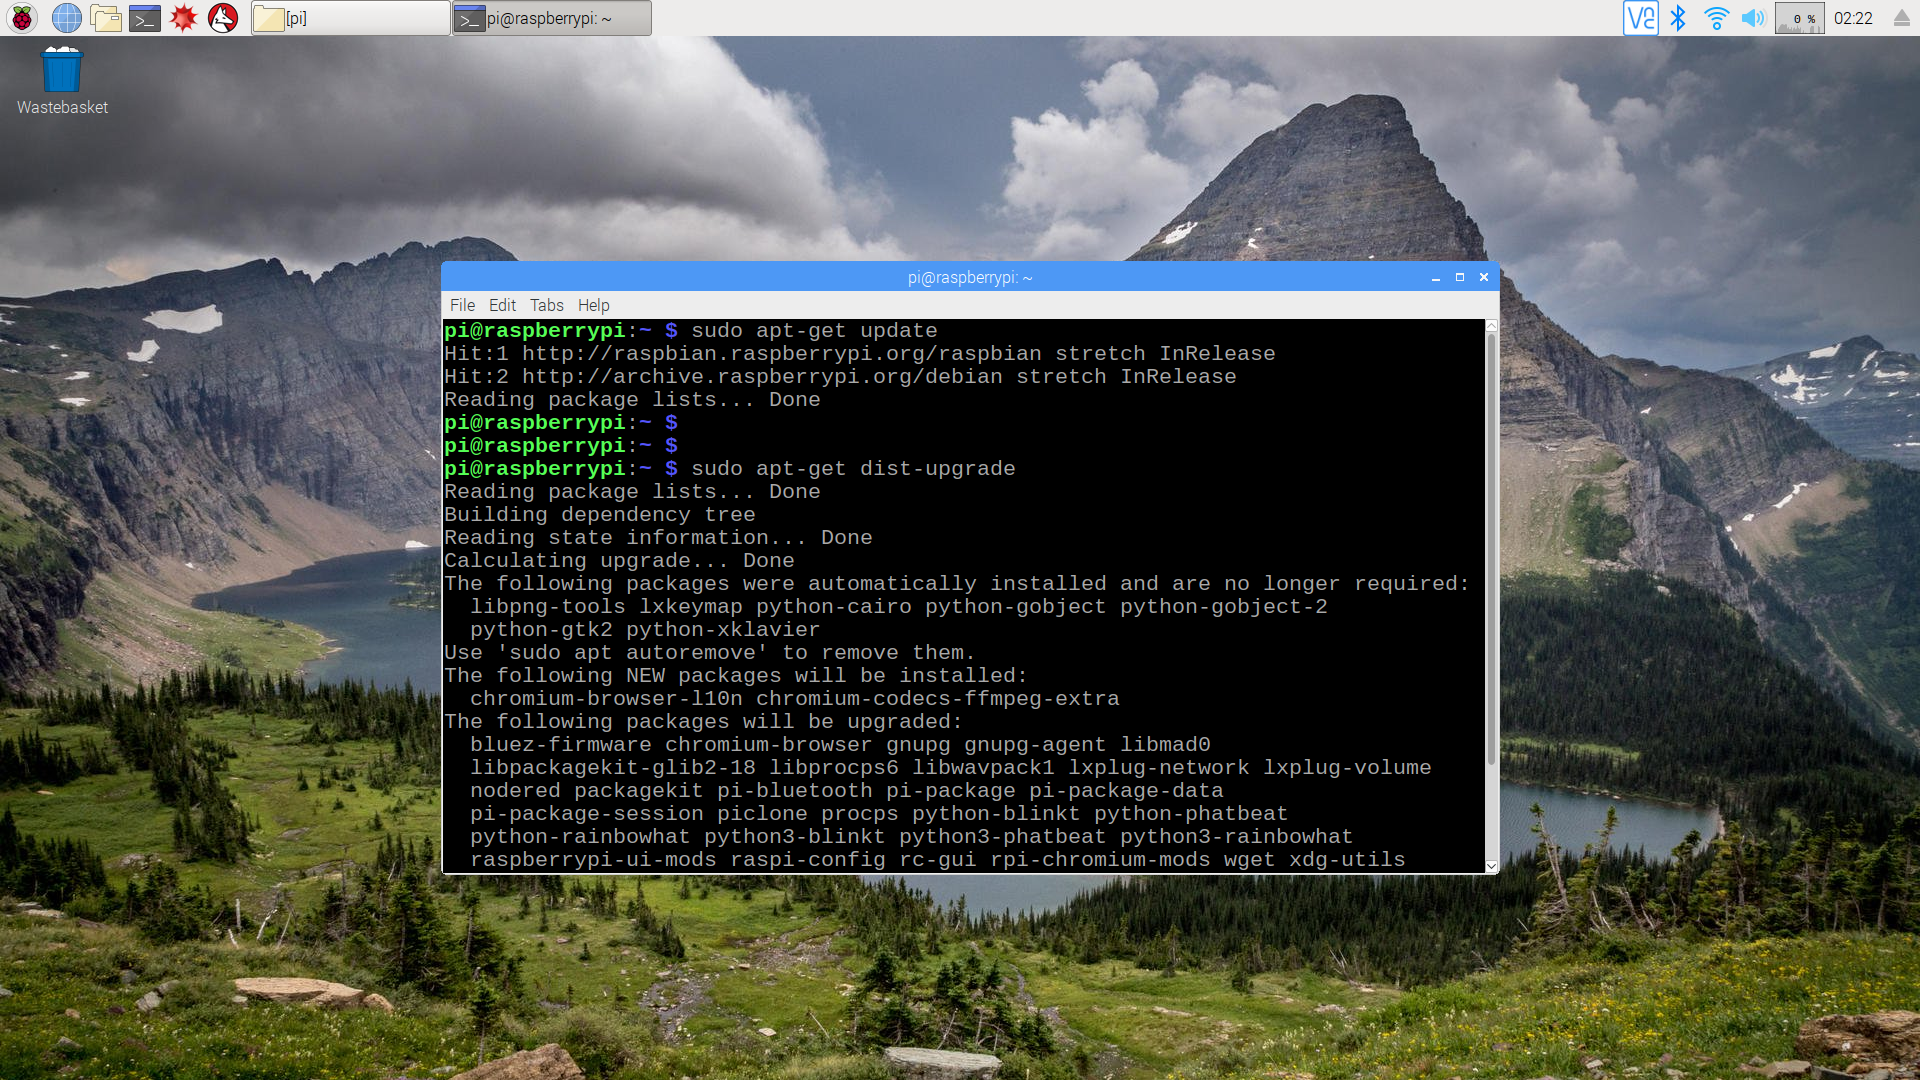 [pi]
pi@raspberrypi: ~
0 %
02:22
Wastebasket
pi@raspberrypi: ~
File Edit Tabs Help
pi@raspberrypi:~ $ sudo apt-get update
Hit:1 http://raspbian.raspberrypi.org/raspbian stretch InRelease
Hit:2 http://archive.raspberrypi.org/debian stretch InRelease
Reading package lists... Done
pi@raspberrypi:~ $
pi@raspberrypi:~ $
pi@raspberrypi:~ $ sudo apt-get dist-upgrade
Reading package lists... Done
Building dependency tree
Reading state information... Done
Calculating upgrade... Done
The following packages were automatically installed and are no longer required:
  libpng-tools lxkeymap python-cairo python-gobject python-gobject-2
  python-gtk2 python-xklavier
Use 'sudo apt autoremove' to remove them.
The following NEW packages will be installed:
  chromium-browser-l10n chromium-codecs-ffmpeg-extra
The following packages will be upgraded:
  bluez-firmware chromium-browser gnupg gnupg-agent libmad0
  libpackagekit-glib2-18 libprocps6 libwavpack1 lxplug-network lxplug-volume
  nodered packagekit pi-bluetooth pi-package pi-package-data
  pi-package-session piclone procps python-blinkt python-phatbeat
  python-rainbowhat python3-blinkt python3-phatbeat python3-rainbowhat
  raspberrypi-ui-mods raspi-config rc-gui rpi-chromium-mods wget xdg-utils